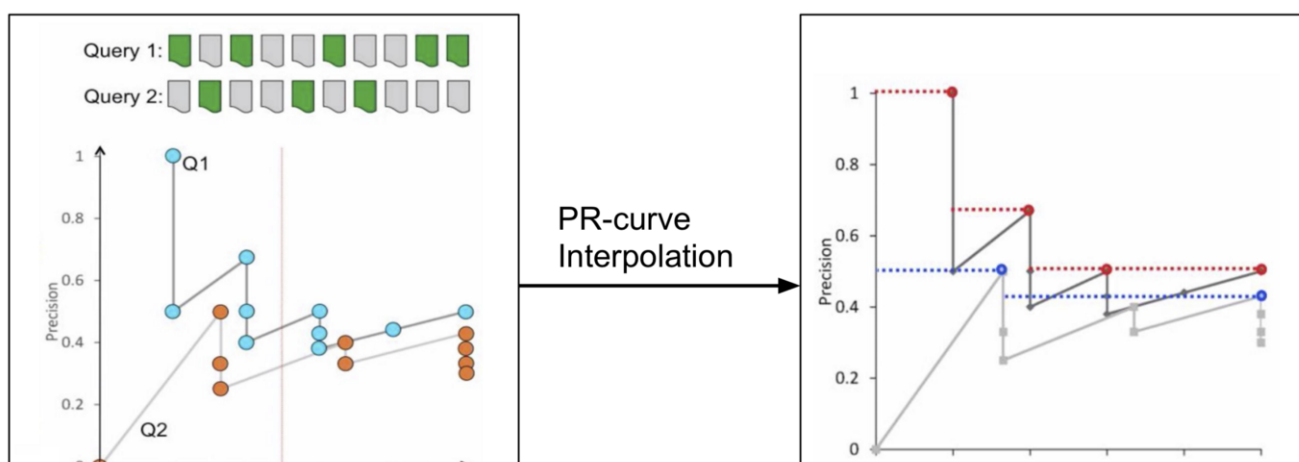 Query 1:
Query 2:
1
Q1
0.8
0.6
Precision
0.4
0.2
Q2
PR-curve
Interpolation
1
0.8
0.6
Precision
0.4
0.2
0